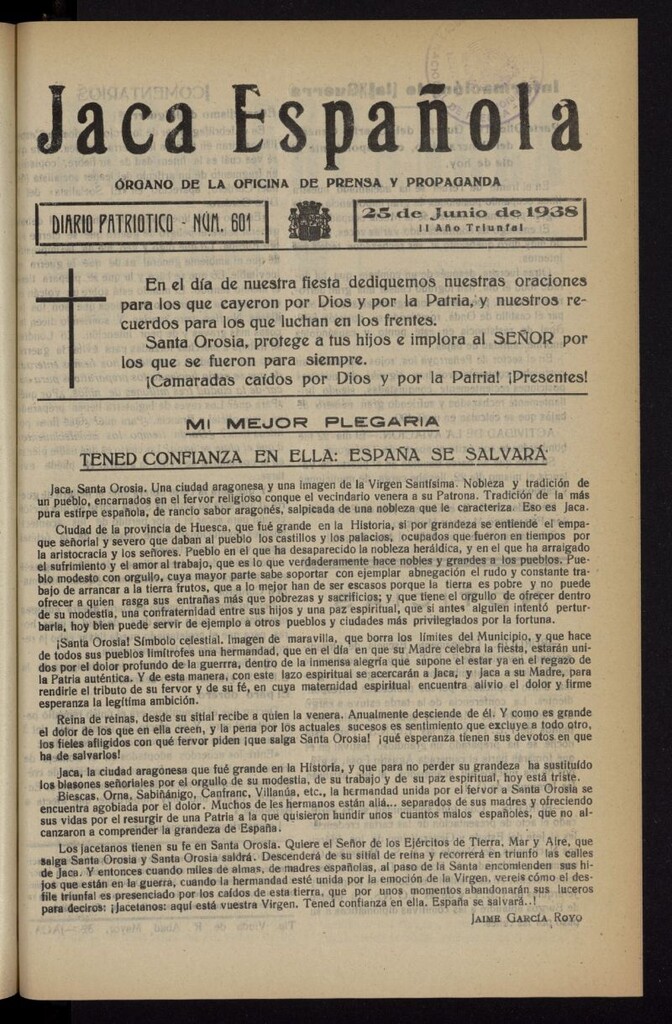 Jaca Española
ÓRGANO DE LA OFICINA DE PRENSA Y PROPAGANDA
DIARIO PATRIOTICO - NÚM. 601
25 de Junio de 1938
II Año Triunfal
En el día de nuestra fiesta dediquemos nuestras oraciones
para los que cayeron por Dios y por la Patria, y nuestros re-
cuerdos para los que luchan en los frentes.
Santa Orosia, protege a tus hijos e implora al SEÑOR por
los que se fueron para siempre.
¡Camaradas caídos por Dios y por la Patria! ¡Presentes!
MI MEJOR PLEGARIA
TENED CONFIANZA EN ELLA: ESPAÑA SE SALVARÁ
Jaca. Santa Orosia. Una ciudad aragonesa y una Imagen de la Virgen Santísima. Nobleza y tradición de
un pueblo, encarnados en el fervor religioso conque el vecindario venera a su Patrona. Tradición de la más
pura estirpe española, de rancio sabor aragonés, salpicada de una nobleza que le caracteriza. Eso es Jaca.
Ciudad de la provincia de Huesca, que fué grande en la Historia, si por grandeza se entiende el empa-
que señorial y severo que daban al pueblo los castillos y los palacios, ocupados que fueron en tiempos por
la aristocracia y los señores. Pueblo en el que ha desaparecido la nobleza heráldica, y en el que ha arraigado
el sufrimiento y el amor al trabajo, que es lo que verdaderamente hace nobles y grandes a los pueblos. Pue-
blo modesto con orgullo, cuya mayor parte sabe soportar con ejemplar abnegación el rudo y constante tra-
bajo de arrancar a la tierra frutos, que a lo mejor han de ser escasos porque la tierra es pobre y no puede
ofrecer a quien rasga sus entrañas más que pobrezas y sacrificios; y que tiene el orgullo de ofrecer dentro
de su modestia, una confraternidad entre sus hijos y una paz espiritual, que si antes alguien intentó pertur-
barla, hoy bien puede servir de ejemplo a otros pueblos y ciudades más privilegiados por la fortuna.
¡Santa Orosia! Símbolo celestial. Imagen de maravilla, que borra los límites del Municipio, y que hace
de todos sus pueblos limítrofes una hermandad, que en el día en que su Madre celebra la fiesta, estarán uni-
dos por el dolor profundo de la guerrra, dentro de la inmensa alegría que supone el estar ya en el regazo de
la Patria auténtica. Y de esta manera, con este lazo espiritual se acercarán a Jaca, y jaca a su Madre, para
rendirle el tributo de su fervor y de su fé, en cuya maternidad espiritual encuentra alivio el dolor y firme
esperanza la legítima ambición.
Reina de reinas, desde su sitial recibe a quien la venera. Anualmente desciende de él. Y como es grande
el dolor de los que en ella creen, y la pena por los actuales sucesos es sentimiento que excluye a todo otro,
los fieles afligidos con qué fervor piden ¡que salga Santa Orosia! ¡qué esperanza tienen sus devotos en que
ha de salvarlos!
Jaca, la ciudad aragonesa que fué grande en la Historia, y que para no perder su grandeza ha sustituído
los blasones señoriales por el orgullo de su modestia, de su trabajo y de su paz espiritual, hoy está triste.
Biescas, Orna, Sabiñánigo, Canfranc, Villanúa, etc., la hermandad unida por el fervor a Santa Orosia se
encuentra agobiada por el dolor. Muchos de les hermanos están allá... separados de sus madres y ofreciendo
sus vidas por el resurgir de una Patria a la que quisieron hundir unos cuantos malos españoles, que no al-
canzaron a comprender la grandeza de España.
Los jacetanos tienen su fe en Santa Orosia. Quiere el Señor de los Ejércitos de Tierra, Mar y Aire, que
salga Santa Orosia y Santa Orosia saldrá. Descenderá de su sitial de reina y recorrerá en triunfo las calles
de Jaca. Y entonces cuando miles de almas, de madres españolas, al paso de la Santa encomienden sus hi-
jos que están en la guerra, cuando la hermandad esté unida por la emoción de la Virgen, vereis cómo el des-
file triunfal es presenciado por los caídos de esta tierra, que por unos momentos abandonarán sus luceros
para deciros: ¡Jacetanos: aquí está vuestra Virgen. Tened confianza en ella. España se salvará..!
JAIME GARCÍA ROYO